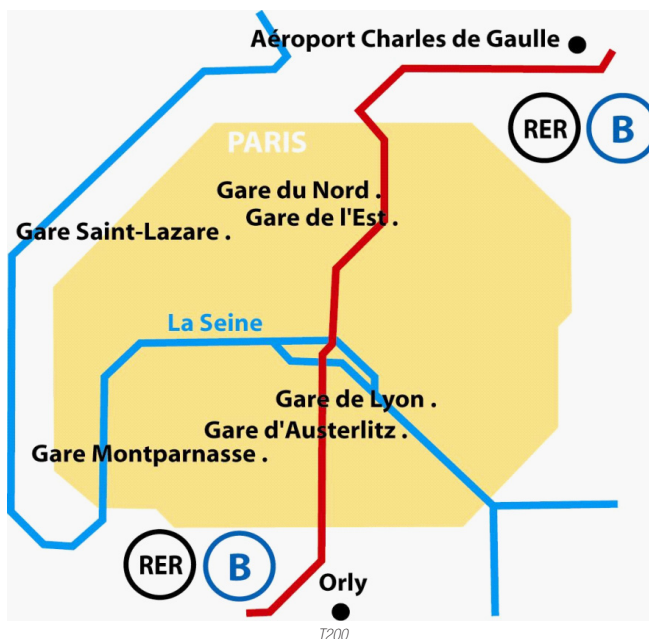 Aéroport Charles de Gaulle
RER B
PARIS
Gare du Nord .
Gare de l'Est .
Gare Saint-Lazare .
La Seine
Gare de Lyon .
Gare d'Austerlitz .
Gare Montparnasse .
RER B
Orly
T200